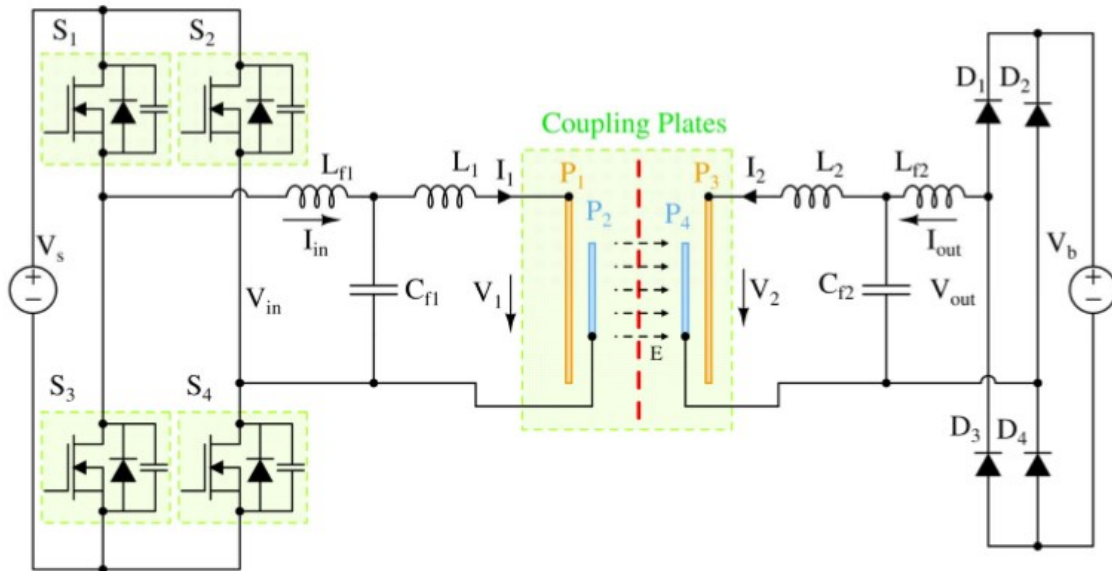 S1
S2
D1
D2
Coupling Plates
Lf1
L1
I1
P1
P3
I2
L2
Lf2
P2
P4
Iin
Iout
Vs
Vin
Cf1
V1
V2
Cf2
Vout
Vb
E
S3
S4
D3
D4